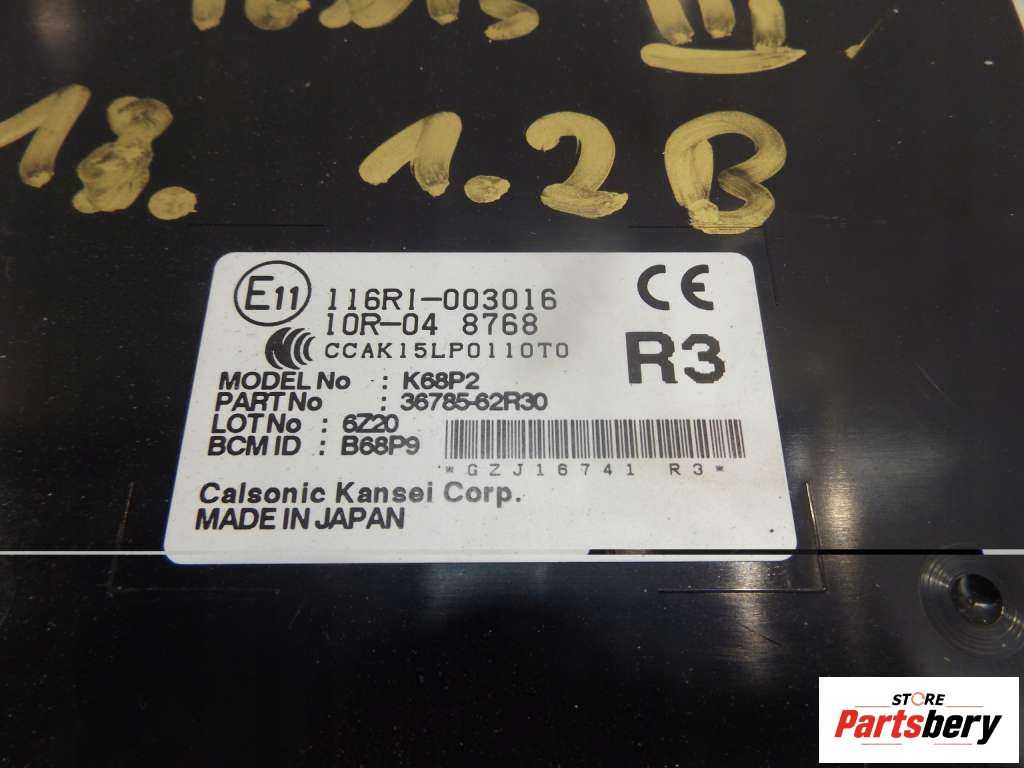 III,
18. 1.2B
E11
116RI-003016
10R-04 8768
CCAK15LP0110T0
CE
R3
MODEL No : K68P2
PART No : 36785-62R30
LOT No : 6Z20
BCM ID : B68P9
*GZJ16741 R3*
Calsonic Kansei Corp.
MADE IN JAPAN
STORE
Partsbery